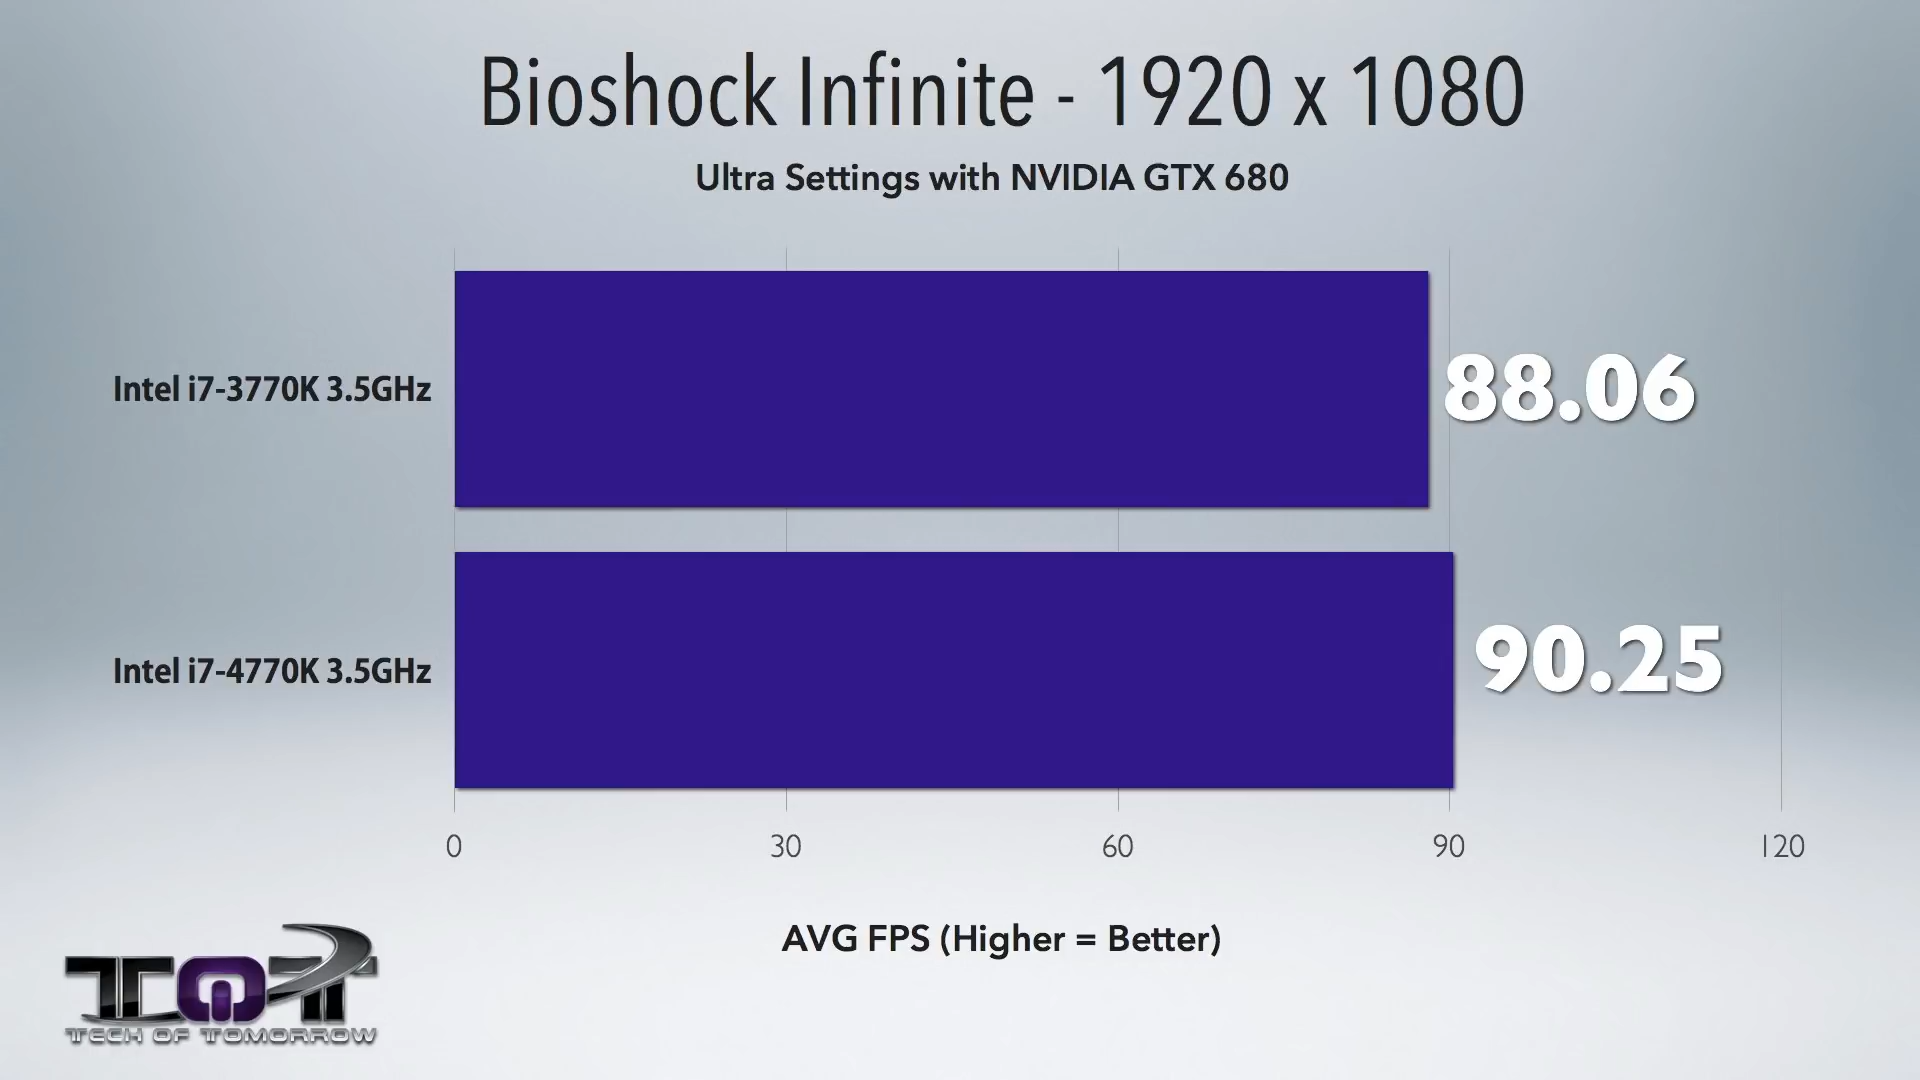 Bioshock Infinite - 1920 x 1080
Ultra Settings with NVIDIA GTX 680
Intel i7-3770K 3.5GHz
88.06
Intel i7-4770K 3.5GHz
90.25
0 30 60 90 120
AVG FPS (Higher = Better)
TOT
TECH OF TOMORROW